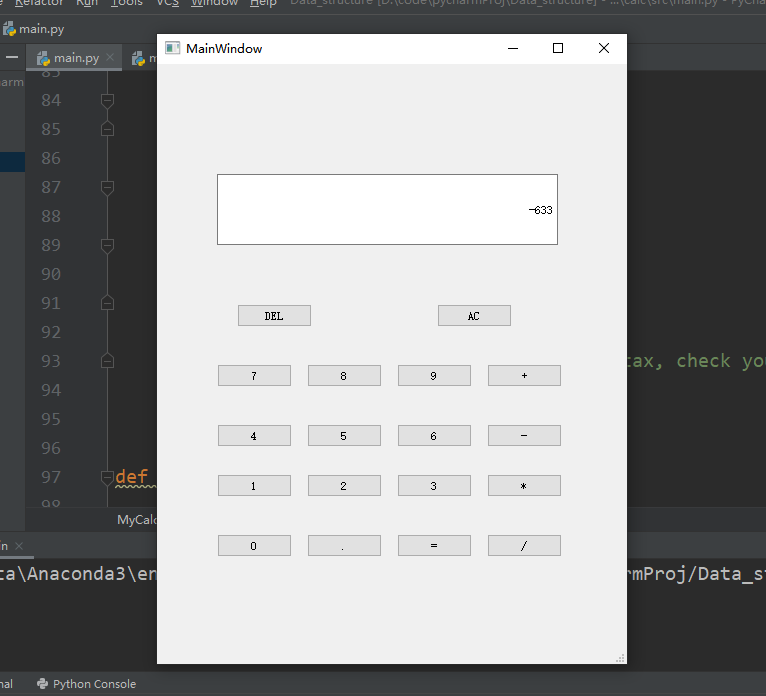 Refactor Run Tools VCS Window Help Data_structure [D:\code\pycharmProj\Data_structure] - ...\calc\src\main.py - PyCharm
main.py
MainWindow
main.py
83
84
85
86
-633
87
88
89
90
91
DEL AC
92
93
tax, check you
7 8 9 +
94
95
4 5 6 -
96
97 def
1 2 3 *
98
MyCalc
0 . = /
ta\Anaconda3\en
rmProj/Data_st
Python Console